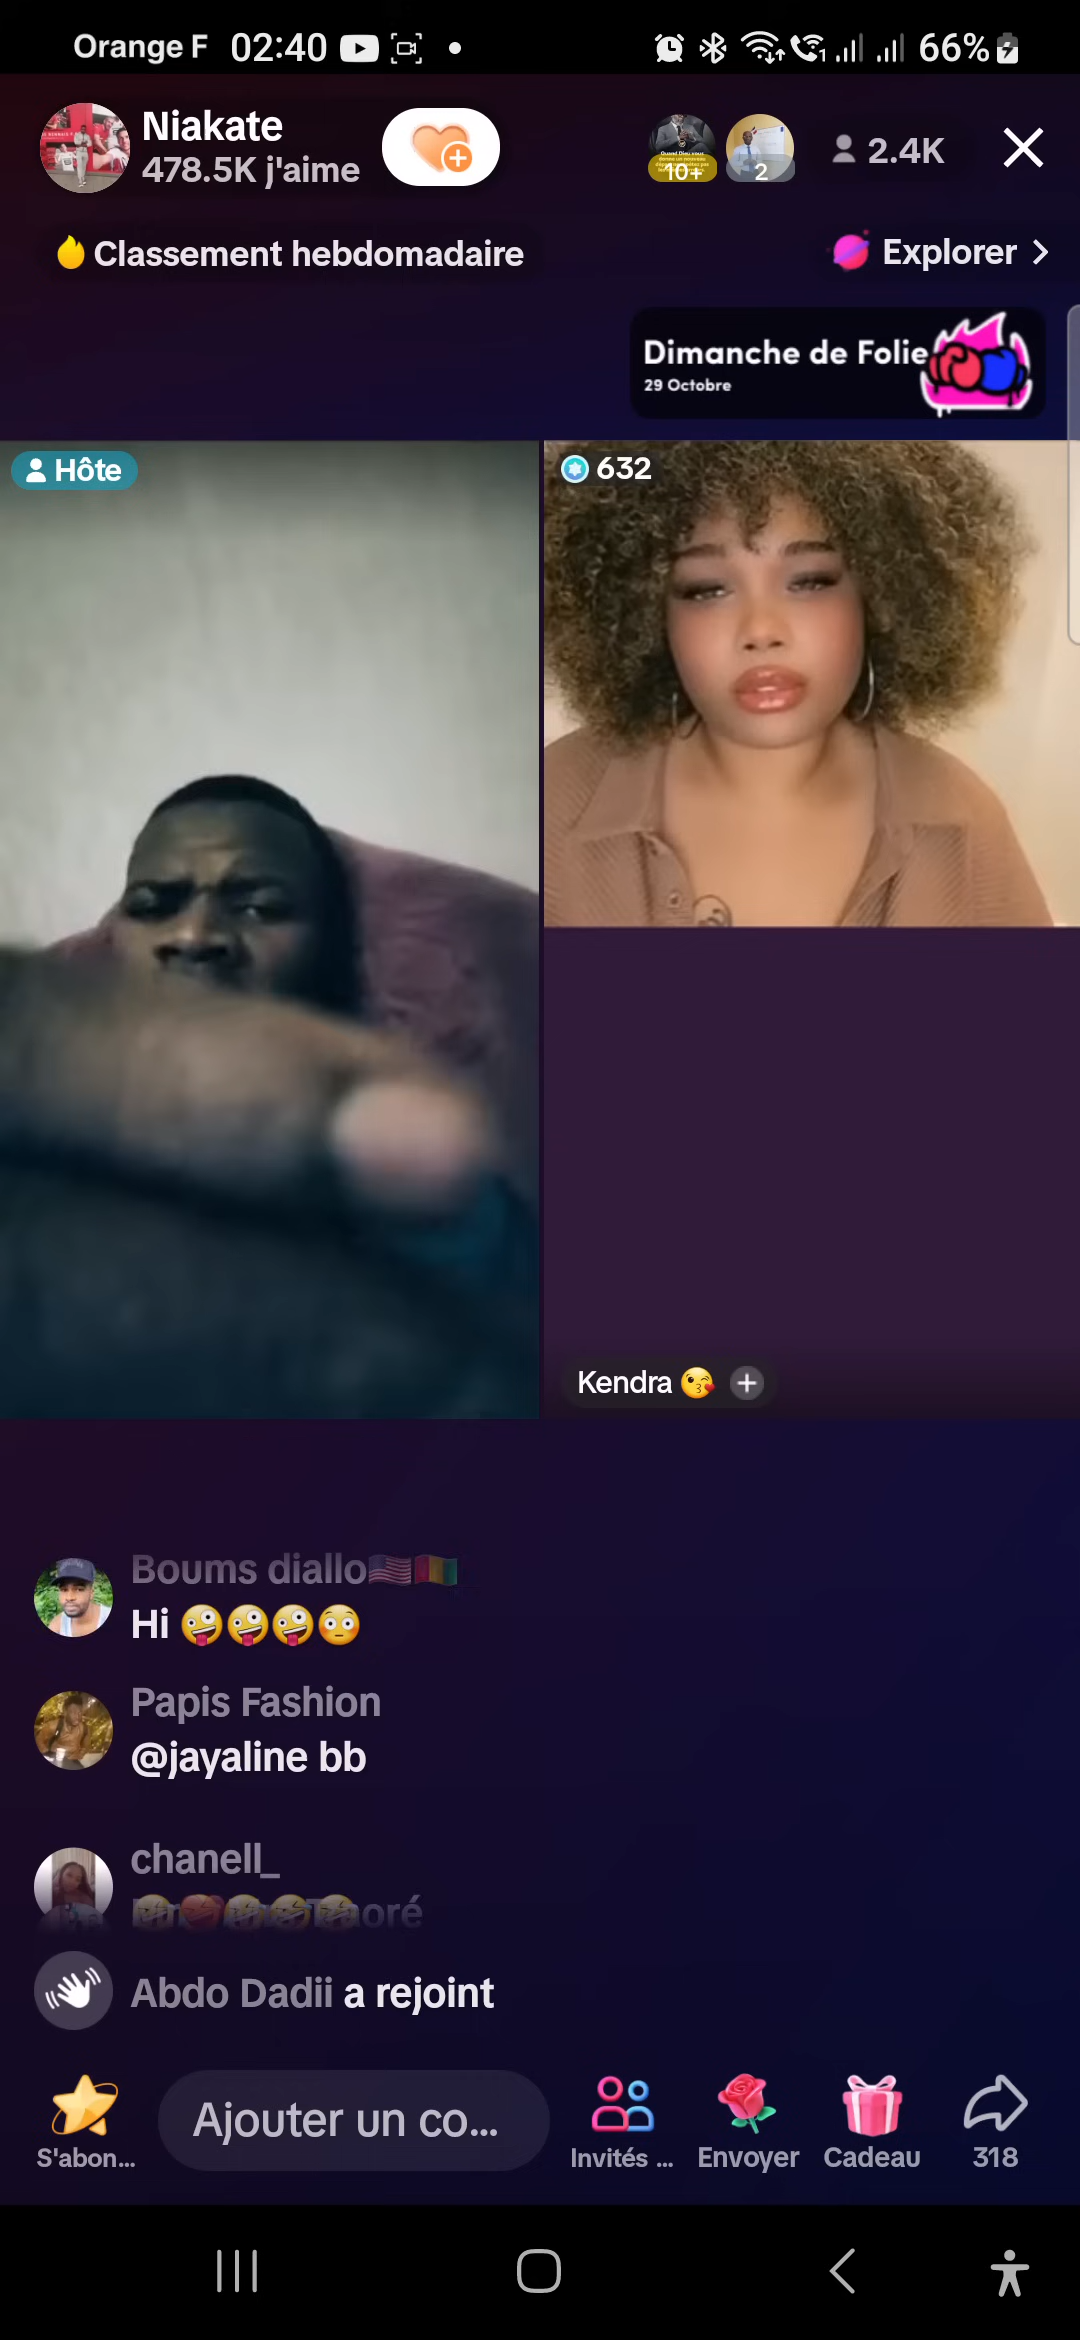 Orange F 02:40 66%
Niakate
478.5K j'aime
10+ 2 2.4K
Classement hebdomadaire
Explorer
Dimanche de Folie
29 Octobre
Hôte
632
Kendra 😘
Boums diallo🇺🇸🇬🇳
Hi 🤪🤪🤪😳
Papis Fashion
@jayaline bb
chanell_
Abdo Dadii a rejoint
Ajouter un co...
S'abon... Invités ... Envoyer Cadeau 318